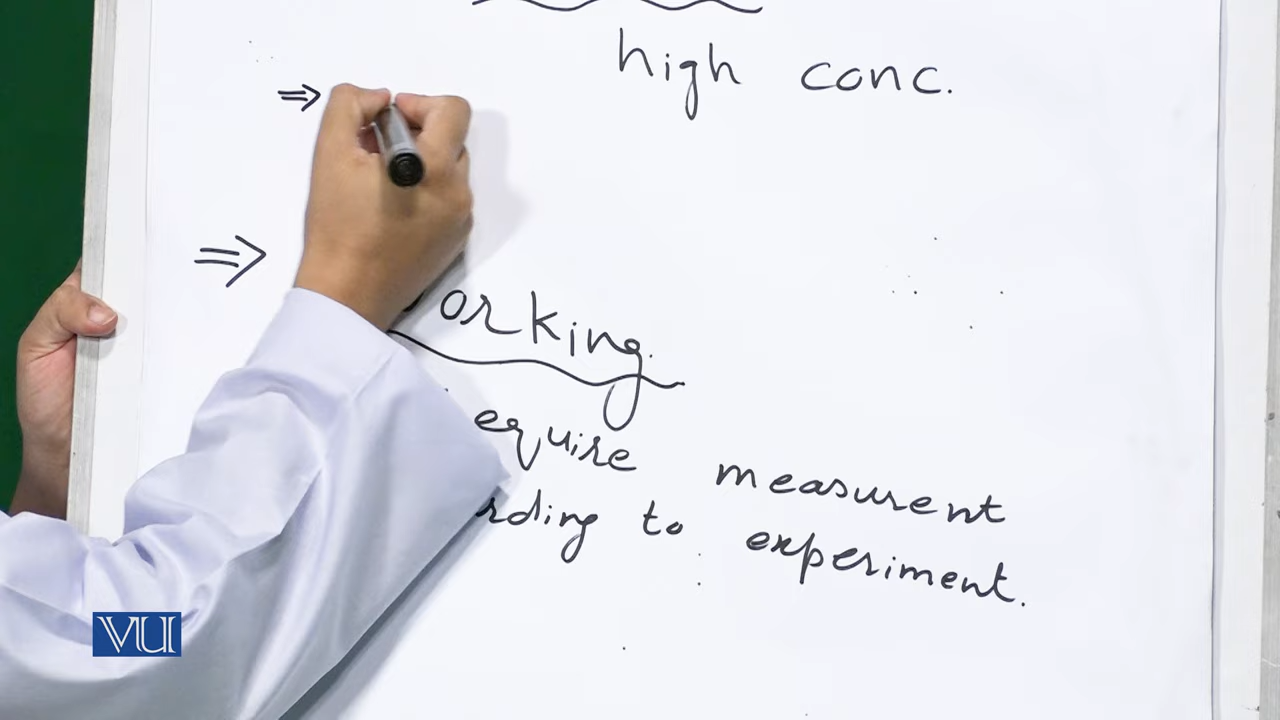 high conc.
⇒
⇒ orking.
equire measurent
rding to experiment.
VU